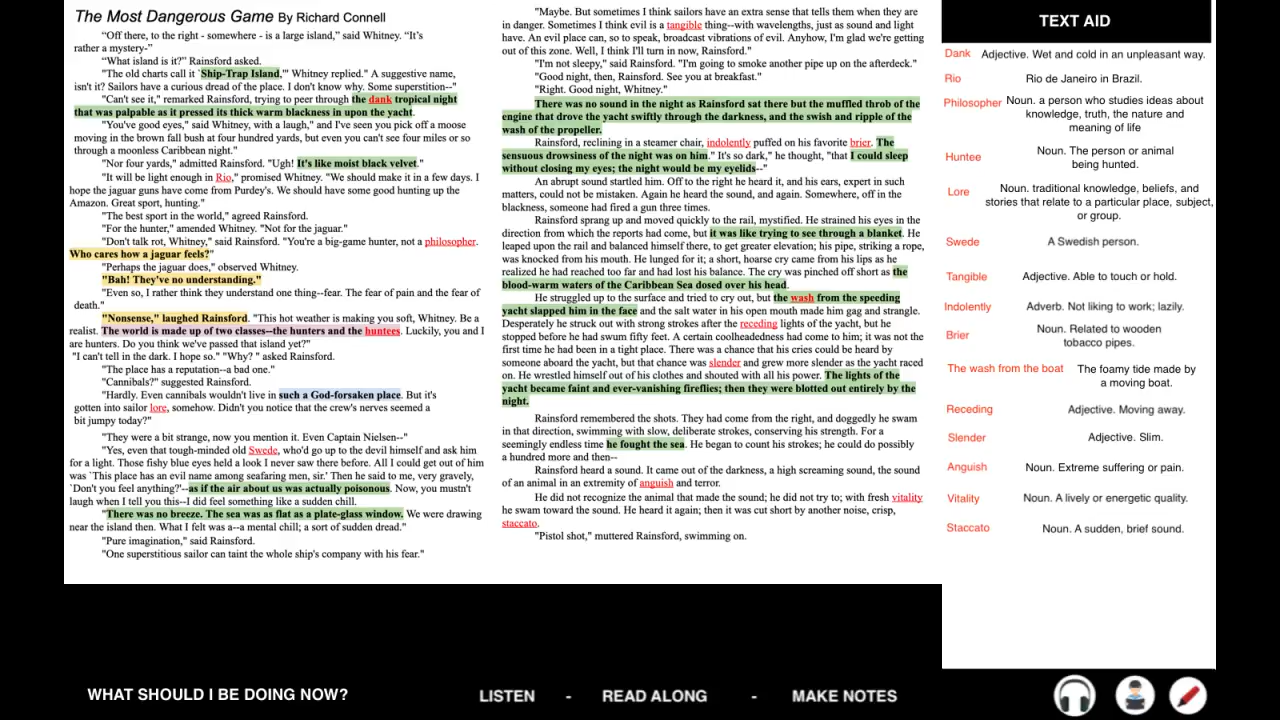 The Most Dangerous Game By Richard Connell
"Off there, to the right - somewhere - is a large island," said Whitney. "It's
rather a mystery-"
"What island is it?" Rainsford asked.
"The old charts call it `Ship-Trap Island,'" Whitney replied." A suggestive name,
isn't it? Sailors have a curious dread of the place. I don't know why. Some superstition--"
"Can't see it," remarked Rainsford, trying to peer through the dank tropical night
that was palpable as it pressed its thick warm blackness in upon the yacht.
"You've good eyes," said Whitney, with a laugh," and I've seen you pick off a moose
moving in the brown fall bush at four hundred yards, but even you can't see four miles or so
through a moonless Caribbean night."
"Nor four yards," admitted Rainsford. "Ugh! It's like moist black velvet."
"It will be light enough in Rio," promised Whitney. "We should make it in a few days. I
hope the jaguar guns have come from Purdey's. We should have some good hunting up the
Amazon. Great sport, hunting."
"The best sport in the world," agreed Rainsford.
"For the hunter," amended Whitney. "Not for the jaguar."
"Don't talk rot, Whitney," said Rainsford. "You're a big-game hunter, not a philosopher.
Who cares how a jaguar feels?"
"Perhaps the jaguar does," observed Whitney.
"Bah! They've no understanding."
"Even so, I rather think they understand one thing--fear. The fear of pain and the fear of
death."
"Nonsense," laughed Rainsford. "This hot weather is making you soft, Whitney. Be a
realist. The world is made up of two classes--the hunters and the huntees. Luckily, you and I
are hunters. Do you think we've passed that island yet?"
"I can't tell in the dark. I hope so." "Why? " asked Rainsford.
"The place has a reputation--a bad one."
"Cannibals?" suggested Rainsford.
"Hardly. Even cannibals wouldn't live in such a God-forsaken place. But it's
gotten into sailor lore, somehow. Didn't you notice that the crew's nerves seemed a
bit jumpy today?"
"They were a bit strange, now you mention it. Even Captain Nielsen--"
"Yes, even that tough-minded old Swede, who'd go up to the devil himself and ask him
for a light. Those fishy blue eyes held a look I never saw there before. All I could get out of him
was `This place has an evil name among seafaring men, sir.' Then he said to me, very gravely,
`Don't you feel anything?'--as if the air about us was actually poisonous. Now, you mustn't
laugh when I tell you this--I did feel something like a sudden chill.
"There was no breeze. The sea was as flat as a plate-glass window. We were drawing
near the island then. What I felt was a--a mental chill; a sort of sudden dread."
"Pure imagination," said Rainsford.
"One superstitious sailor can taint the whole ship's company with his fear."
"Maybe. But sometimes I think sailors have an extra sense that tells them when they are
in danger. Sometimes I think evil is a tangible thing--with wavelengths, just as sound and light
have. An evil place can, so to speak, broadcast vibrations of evil. Anyhow, I'm glad we're getting
out of this zone. Well, I think I'll turn in now, Rainsford."
"I'm not sleepy," said Rainsford. "I'm going to smoke another pipe up on the afterdeck."
"Good night, then, Rainsford. See you at breakfast."
"Right. Good night, Whitney."
There was no sound in the night as Rainsford sat there but the muffled throb of the
engine that drove the yacht swiftly through the darkness, and the swish and ripple of the
wash of the propeller.
Rainsford, reclining in a steamer chair, indolently puffed on his favorite brier. The
sensuous drowsiness of the night was on him." It's so dark," he thought, "that I could sleep
without closing my eyes; the night would be my eyelids--"
An abrupt sound startled him. Off to the right he heard it, and his ears, expert in such
matters, could not be mistaken. Again he heard the sound, and again. Somewhere, off in the
blackness, someone had fired a gun three times.
Rainsford sprang up and moved quickly to the rail, mystified. He strained his eyes in the
direction from which the reports had come, but it was like trying to see through a blanket. He
leaped upon the rail and balanced himself there, to get greater elevation; his pipe, striking a rope,
was knocked from his mouth. He lunged for it; a short, hoarse cry came from his lips as he
realized he had reached too far and had lost his balance. The cry was pinched off short as the
blood-warm waters of the Caribbean Sea dosed over his head.
He struggled up to the surface and tried to cry out, but the wash from the speeding
yacht slapped him in the face and the salt water in his open mouth made him gag and strangle.
Desperately he struck out with strong strokes after the receding lights of the yacht, but he
stopped before he had swum fifty feet. A certain coolheadedness had come to him; it was not the
first time he had been in a tight place. There was a chance that his cries could be heard by
someone aboard the yacht, but that chance was slender and grew more slender as the yacht raced
on. He wrestled himself out of his clothes and shouted with all his power. The lights of the
yacht became faint and ever-vanishing fireflies; then they were blotted out entirely by the
night.
Rainsford remembered the shots. They had come from the right, and doggedly he swam
in that direction, swimming with slow, deliberate strokes, conserving his strength. For a
seemingly endless time he fought the sea. He began to count his strokes; he could do possibly
a hundred more and then--
Rainsford heard a sound. It came out of the darkness, a high screaming sound, the sound
of an animal in an extremity of anguish and terror.
He did not recognize the animal that made the sound; he did not try to; with fresh vitality
he swam toward the sound. He heard it again; then it was cut short by another noise, crisp,
staccato.
"Pistol shot," muttered Rainsford, swimming on.
TEXT AID
Dank Adjective. Wet and cold in an unpleasant way.
Rio Rio de Janeiro in Brazil.
Philosopher Noun. a person who studies ideas about
knowledge, truth, the nature and
meaning of life
Huntee Noun. The person or animal
being hunted.
Lore Noun. traditional knowledge, beliefs, and
stories that relate to a particular place, subject,
or group.
Swede A Swedish person.
Tangible Adjective. Able to touch or hold.
Indolently Adverb. Not liking to work; lazily.
Brier Noun. Related to wooden
tobacco pipes.
The wash from the boat The foamy tide made by
a moving boat.
Receding Adjective. Moving away.
Slender Adjective. Slim.
Anguish Noun. Extreme suffering or pain.
Vitality Noun. A lively or energetic quality.
Staccato Noun. A sudden, brief sound.
WHAT SHOULD I BE DOING NOW? LISTEN - READ ALONG - MAKE NOTES